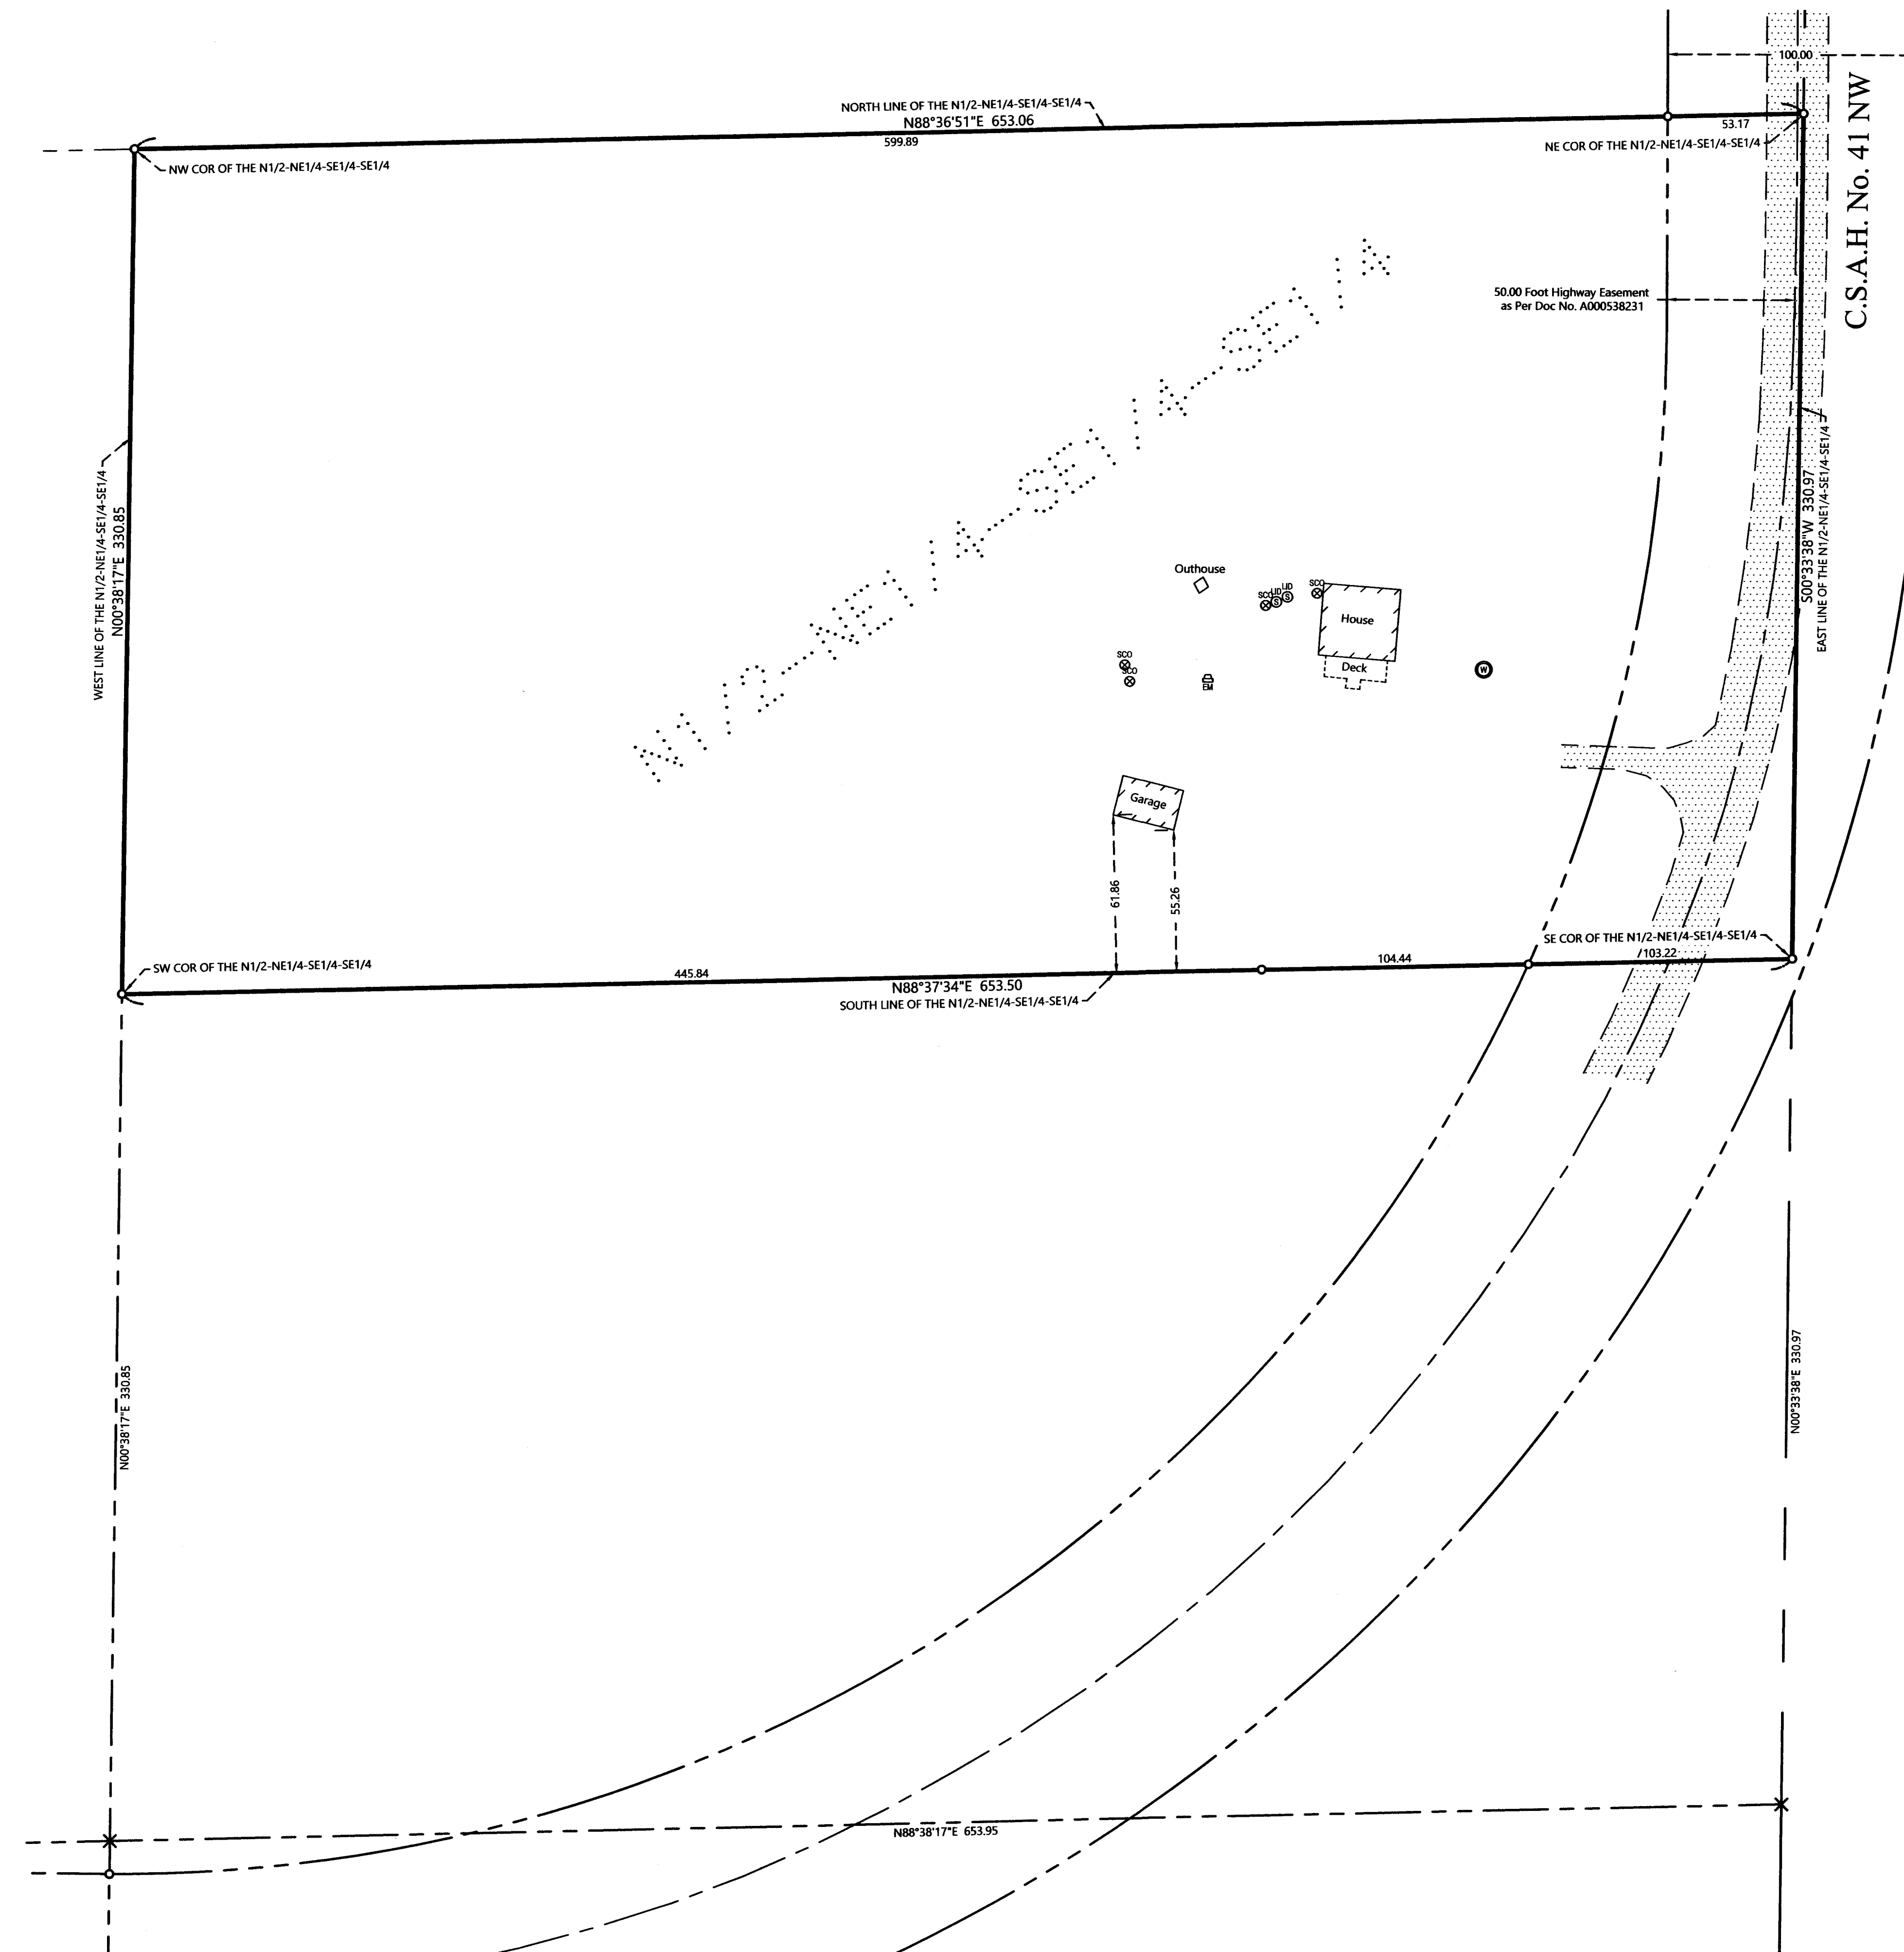 100.00
C.S.A.H. No. 41 NW
NORTH LINE OF THE N1/2-NE1/4-SE1/4-SE1/4
N88°36'51"E 653.06
599.89
53.17
NE COR OF THE N1/2-NE1/4-SE1/4-SE1/4
NW COR OF THE N1/2-NE1/4-SE1/4-SE1/4
50.00 Foot Highway Easement
as Per Doc No. A000538231
N1/2-NE1/4-SE1/4-SE1/4
WEST LINE OF THE N1/2-NE1/4-SE1/4-SE1/4
N00°38'17"E 330.85
S00°33'38"W 330.97
EAST LINE OF THE N1/2-NE1/4-SE1/4-SE1/4
Outhouse
SCO
LID
LID
SCO
S
S
House
Deck
SCO
SCO
EM
W
Garage
61.86
55.26
SE COR OF THE N1/2-NE1/4-SE1/4-SE1/4
103.22
104.44
SW COR OF THE N1/2-NE1/4-SE1/4-SE1/4
445.84
N88°37'34"E 653.50
SOUTH LINE OF THE N1/2-NE1/4-SE1/4-SE1/4
N00°38'17"E 330.85
N00°33'38"E 330.97
N88°38'17"E 653.95